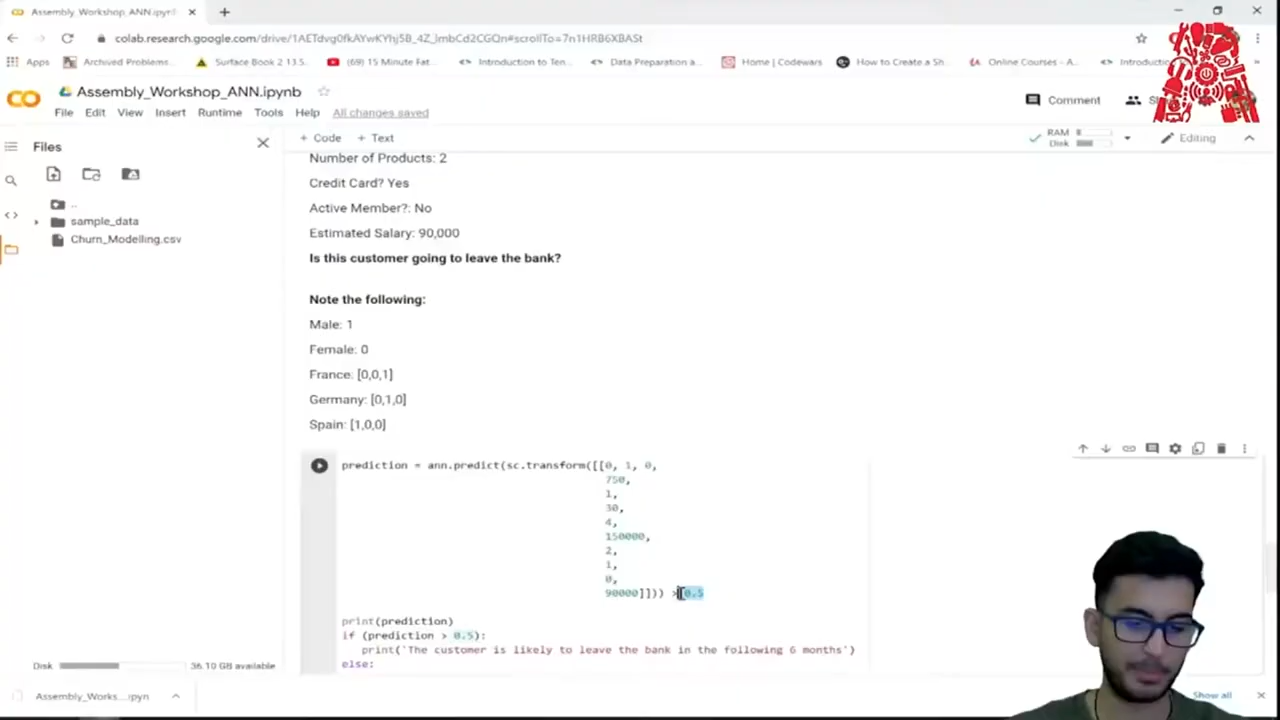 Assembly_Workshop_ANN.ipynb
colab.research.google.com/drive/1AETdvg0fkAYwKYhj5B_4Z_ImbCd2CGQn#scrollTo=7n1HRB6XBASt
Apps
Archived Problems...
Surface Book 2 13.5...
(69) 15 Minute Fat...
Introduction to Ten...
Data Preparation a...
Home | Codewars
How to Create a Sh...
Online Courses - A...
Introductio
Assembly_Workshop_ANN.ipynb
Comment
File Edit View Insert Runtime Tools Help All changes saved
+ Code + Text
RAM
Disk
Editing
Files
..
sample_data
Churn_Modelling.csv
Number of Products: 2
Credit Card? Yes
Active Member?: No
Estimated Salary: 90,000
Is this customer going to leave the bank?
Note the following:
Male: 1
Female: 0
France: [0,0,1]
Germany: [0,1,0]
Spain: [1,0,0]
prediction = ann.predict(sc.transform([[0, 1, 0,
750,
1,
30,
4,
150000,
2,
1,
0,
90000]])) > 0.5
print(prediction)
if (prediction > 0.5):
print('The customer is likely to leave the bank in the following 6 months')
else:
Disk
36.10 GB available
Assembly_Works....ipyn
Show all